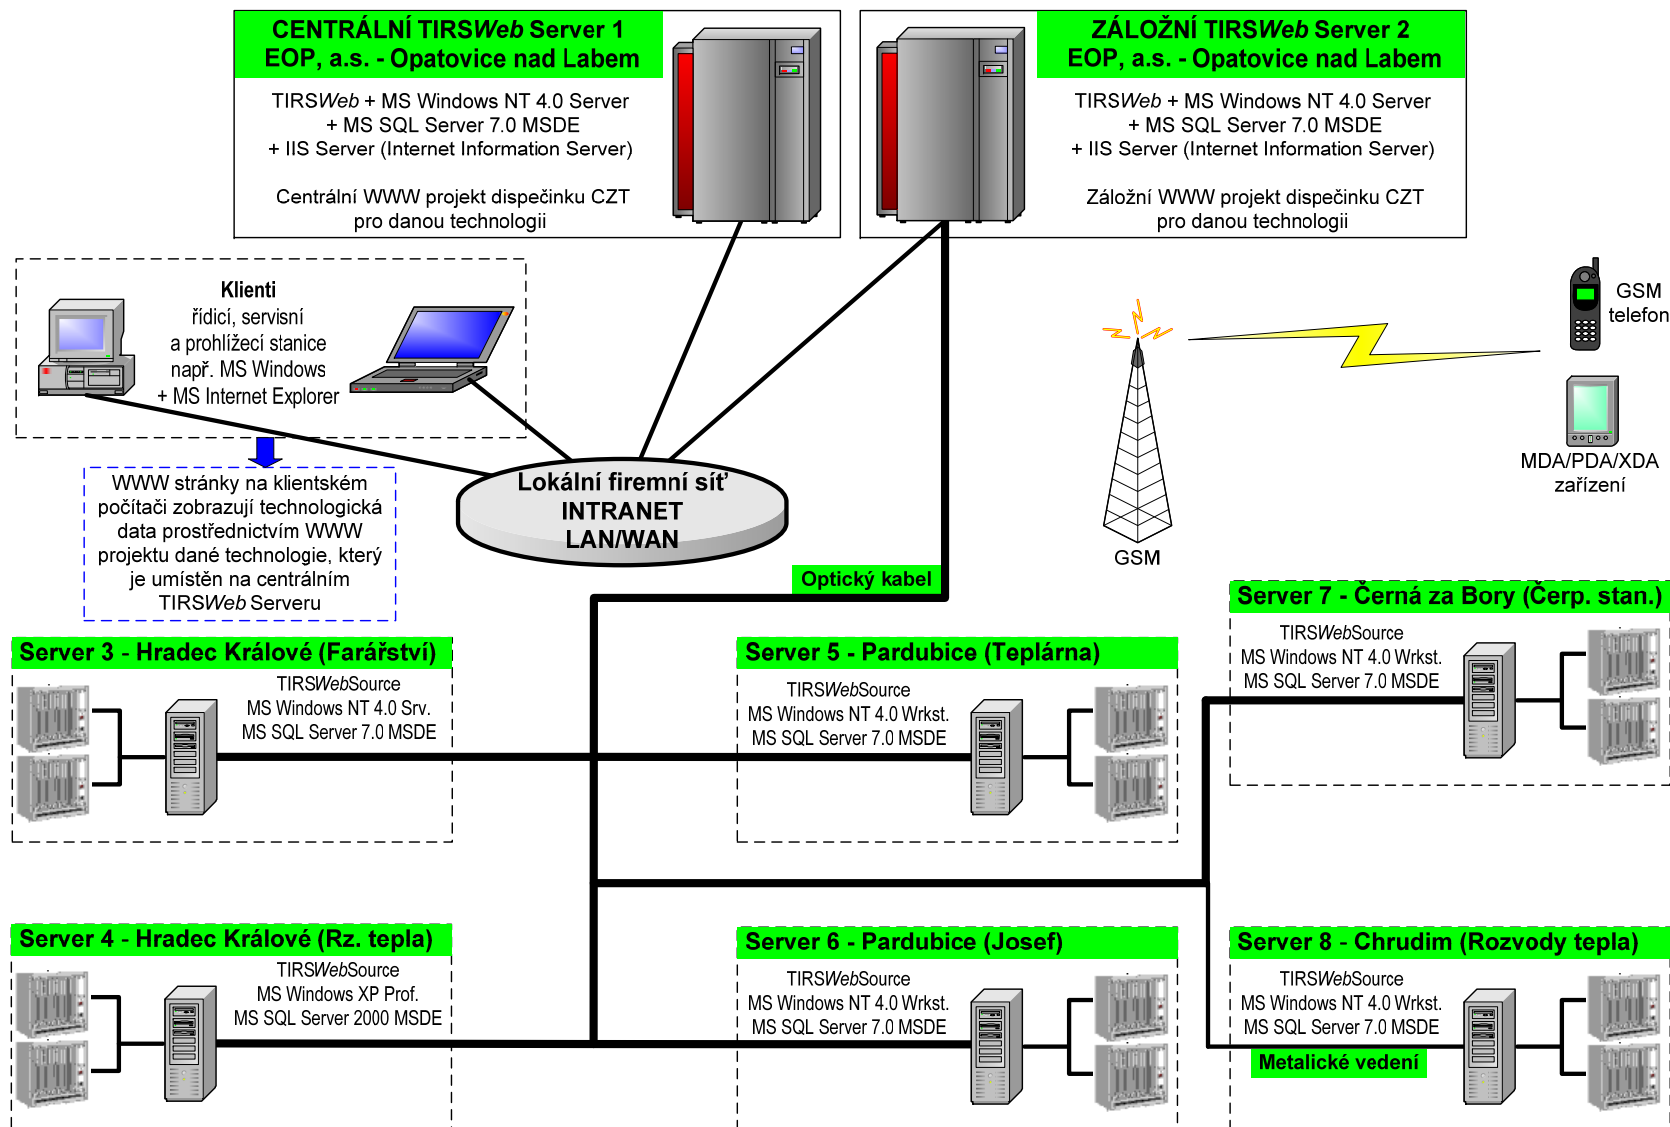 CENTRÁLNÍ TIRSWeb Server 1
EOP, a.s. - Opatovice nad Labem
TIRSWeb + MS Windows NT 4.0 Server
+ MS SQL Server 7.0 MSDE
+ IIS Server (Internet Information Server)
Centrální WWW projekt dispečinku CZT
pro danou technologii
ZÁLOŽNÍ TIRSWeb Server 2
EOP, a.s. - Opatovice nad Labem
TIRSWeb + MS Windows NT 4.0 Server
+ MS SQL Server 7.0 MSDE
+ IIS Server (Internet Information Server)
Záložní WWW projekt dispečinku CZT
pro danou technologii
Klienti
řídicí, servisní
a prohlížecí stanice
např. MS Windows
+ MS Internet Explorer
GSM
telefon
MDA/PDA/XDA
zařízení
GSM
WWW stránky na klientském
počítači zobrazují technologická
data prostřednictvím WWW
projektu dané technologie, který
je umístěn na centrálním
TIRSWeb Serveru
Lokální firemní síť
INTRANET
LAN/WAN
Optický kabel
Server 3 - Hradec Králové (Farářství)
TIRSWebSource
MS Windows NT 4.0 Srv.
MS SQL Server 7.0 MSDE
Server 5 - Pardubice (Teplárna)
TIRSWebSource
MS Windows NT 4.0 Wrkst.
MS SQL Server 7.0 MSDE
Server 7 - Černá za Bory (Čerp. stan.)
TIRSWebSource
MS Windows NT 4.0 Wrkst.
MS SQL Server 7.0 MSDE
Server 4 - Hradec Králové (Rz. tepla)
TIRSWebSource
MS Windows XP Prof.
MS SQL Server 2000 MSDE
Server 6 - Pardubice (Josef)
TIRSWebSource
MS Windows NT 4.0 Wrkst.
MS SQL Server 7.0 MSDE
Server 8 - Chrudim (Rozvody tepla)
TIRSWebSource
MS Windows NT 4.0 Wrkst.
MS SQL Server 7.0 MSDE
Metalické vedení